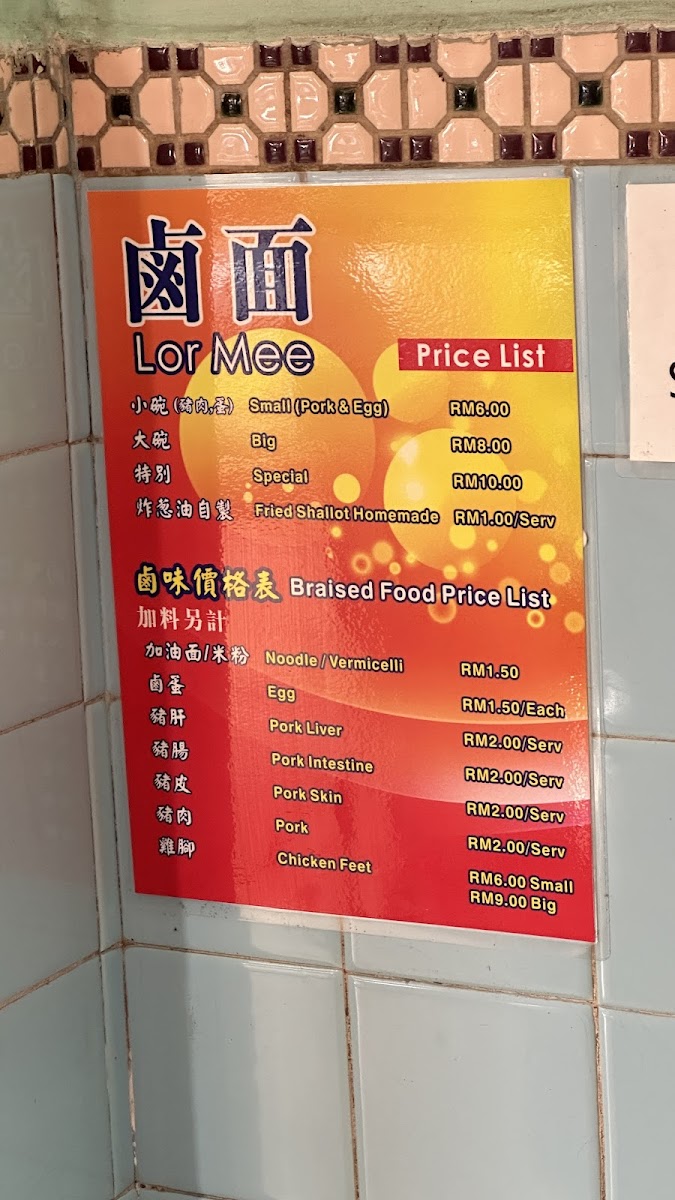 鹵面
Lor Mee
Price List
小碗(豬肉,蛋) Small (Pork & Egg) RM6.00
大碗 Big RM8.00
特別 Special RM10.00
炸葱油自製 Fried Shallot Homemade RM1.00/Serv
鹵味價格表 Braised Food Price List
加料另計
加油面/米粉 Noodle / Vermicelli RM1.50
鹵蛋 Egg RM1.50/Each
豬肝 Pork Liver RM2.00/Serv
豬腸 Pork Intestine RM2.00/Serv
豬皮 Pork Skin RM2.00/Serv
豬肉 Pork RM2.00/Serv
雞腳 Chicken Feet RM6.00 Small
RM9.00 Big